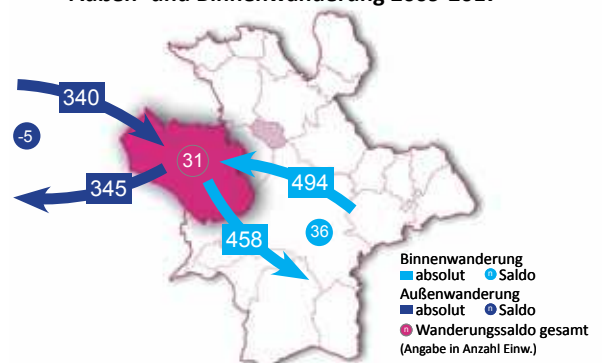 340
-5
31
345
494
458
36
Binnenwanderung
absolut n Saldo
Außenwanderung
absolut n Saldo
n Wanderungssaldo gesamt
(Angabe in Anzahl Einw.)